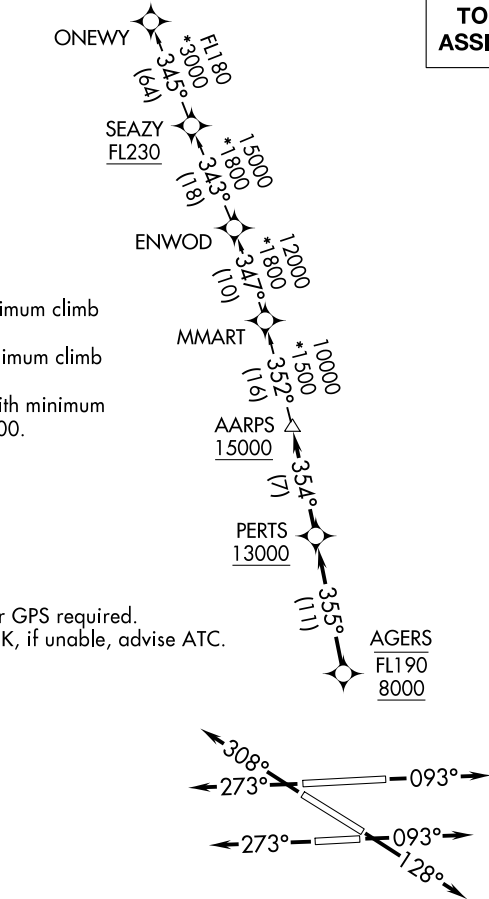 TO
ASSI
ONEWY
FL180
*3000
345°
(64)
SEAZY
FL230
15000
*1800
343°
(18)
ENWOD
12000
*1800
347°
(10)
imum climb
MMART
imum climb
10000
*1500
352°
(16)
ith minimum
00.
AARPS
15000
354°
(7)
PERTS
13000
355°
(11)
r GPS required.
K, if unable, advise ATC.
AGERS
FL190
8000
308°
273°
093°
273°
093°
128°